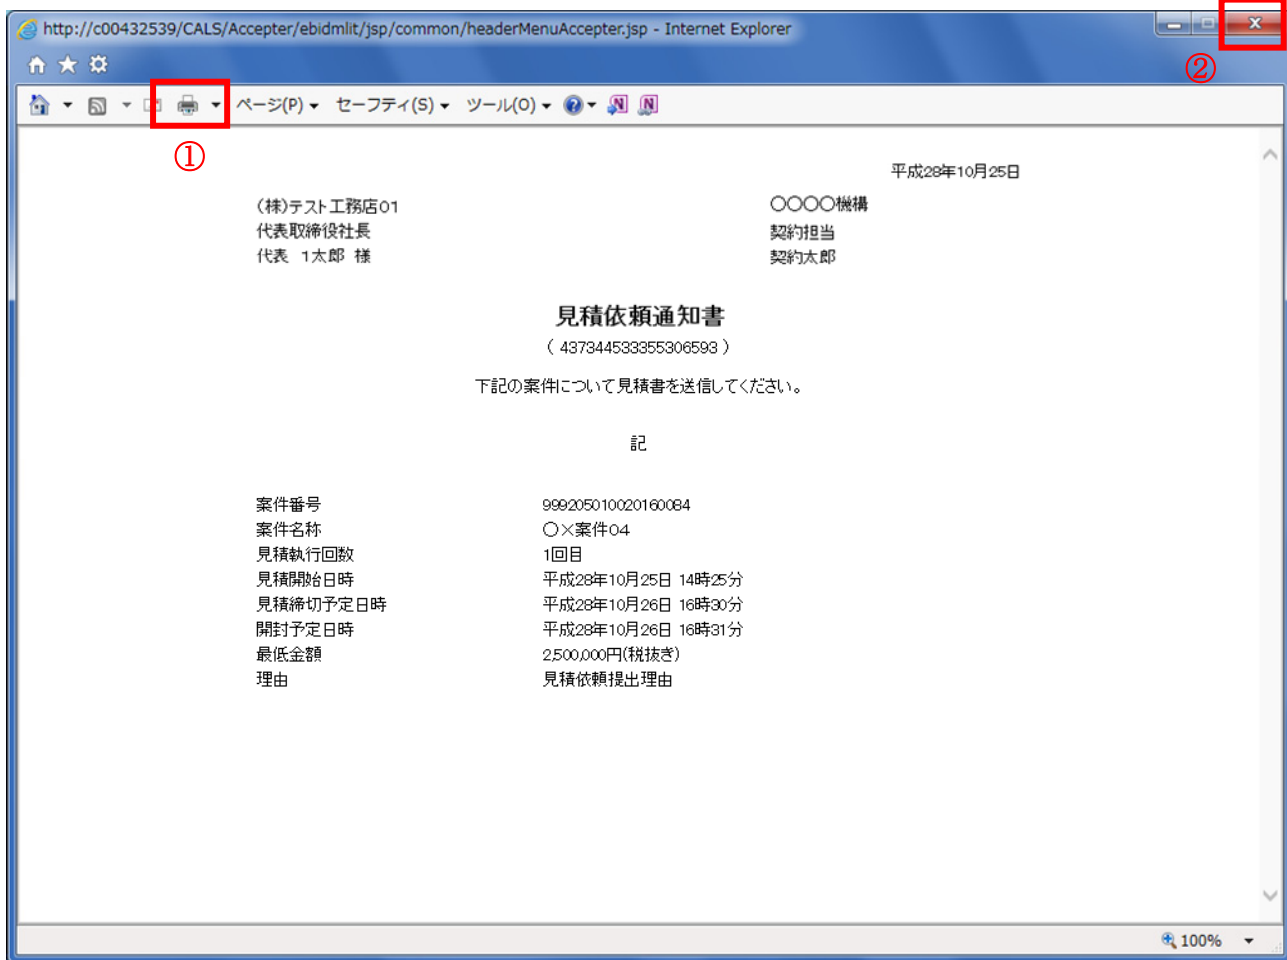 http://c00432539/CALS/Accepter/ebidmlit/jsp/common/headerMenuAccepter.jsp - Internet Explorer
②
ページ(P) セーフティ(S) ツール(O)
①
平成28年10月25日
(株)テスト工務店01
〇〇〇〇機構
代表取締役社長
契約担当
代表 1太郎 様
契約太郎
見積依頼通知書
( 437344533355306593 )
下記の案件について見積書を送信してください。
記
案件番号 999205010020160084
案件名称 〇×案件04
見積執行回数 1回目
見積開始日時 平成28年10月25日 14時25分
見積締切予定日時 平成28年10月26日 16時30分
開封予定日時 平成28年10月26日 16時31分
最低金額 2,500,000円(税抜き)
理由 見積依頼提出理由
100%